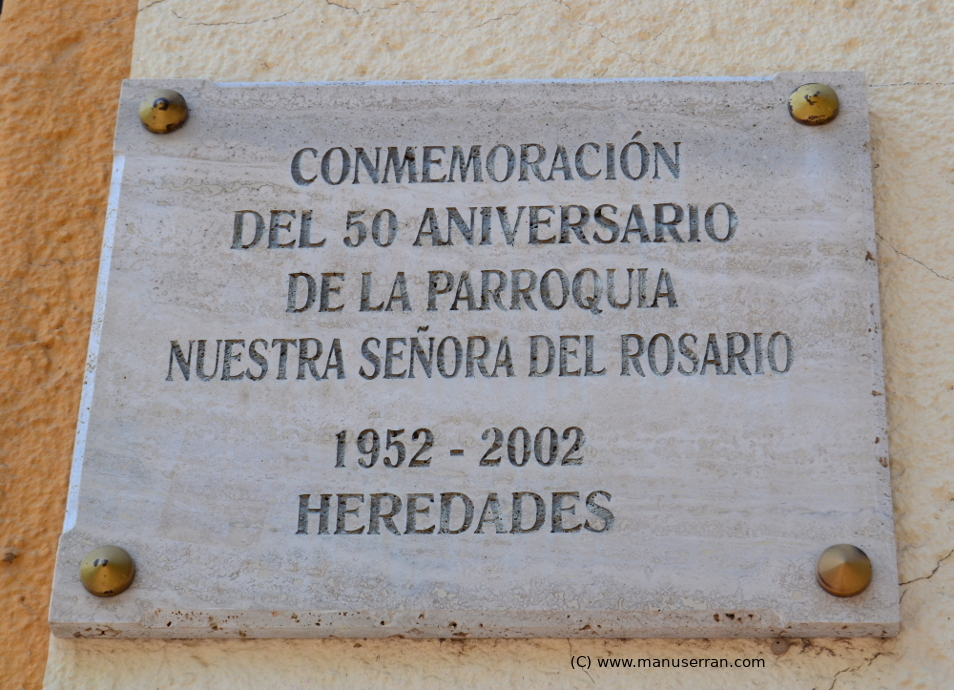 CONMEMORACIÓN
DEL 50 ANIVERSARIO
DE LA PARROQUIA
NUESTRA SEÑORA DEL ROSARIO
1952 - 2002
HEREDADES
(C) www.manuserran.com